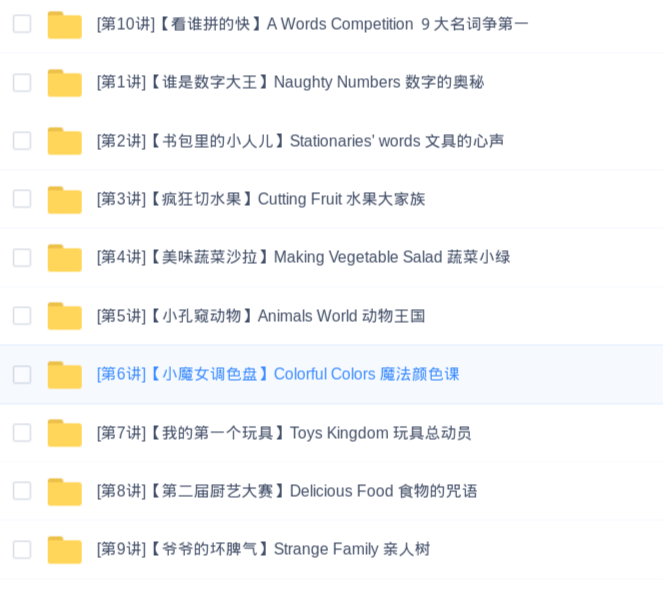 [第10讲]【看谁拼的快】A Words Competition 9大名词争第一
[第1讲]【谁是数字大王】Naughty Numbers 数字的奥秘
[第2讲]【书包里的小人儿】Stationaries' words 文具的心声
[第3讲]【疯狂切水果】Cutting Fruit 水果大家族
[第4讲]【美味蔬菜沙拉】Making Vegetable Salad 蔬菜小绿
[第5讲]【小孔窥动物】Animals World 动物王国
[第6讲]【小魔女调色盘】Colorful Colors 魔法颜色课
[第7讲]【我的第一个玩具】Toys Kingdom 玩具总动员
[第8讲]【第二届厨艺大赛】Delicious Food 食物的咒语
[第9讲]【爷爷的坏脾气】Strange Family 亲人树